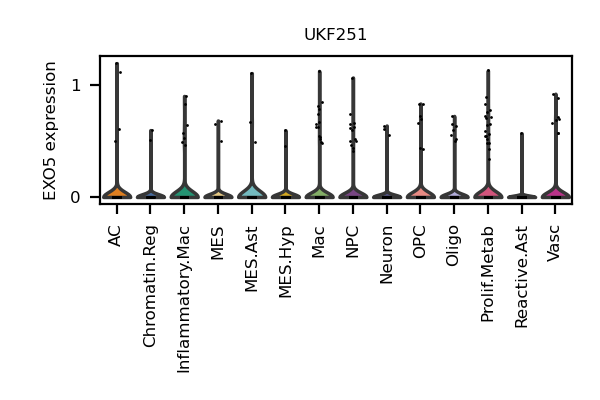 UKF251
EXO5 expression
1
0
AC
Chromatin.Reg
Inflammatory.Mac
MES
MES.Ast
MES.Hyp
Mac
NPC
Neuron
OPC
Oligo
Prolif.Metab
Reactive.Ast
Vasc